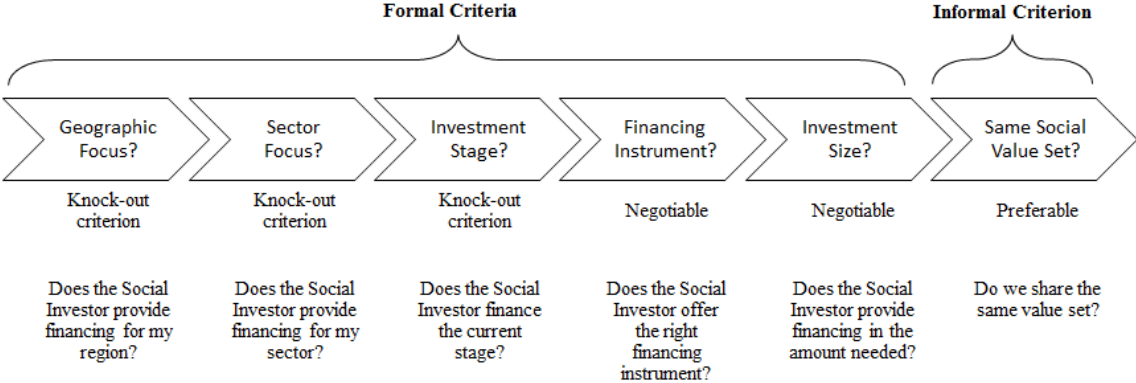 Formal Criteria
Informal Criterion
Geographic
Focus?
Sector
Focus?
Investment
Stage?
Financing
Instrument?
Investment
Size?
Same Social
Value Set?
Knock-out
criterion
Knock-out
criterion
Knock-out
criterion
Negotiable
Negotiable
Preferable
Does the Social
Investor provide
financing for my
region?
Does the Social
Investor provide
financing for my
sector?
Does the Social
Investor finance
the current
stage?
Does the Social
Investor offer
the right
financing
instrument?
Does the Social
Investor provide
financing in the
amount needed?
Do we share the
same value set?